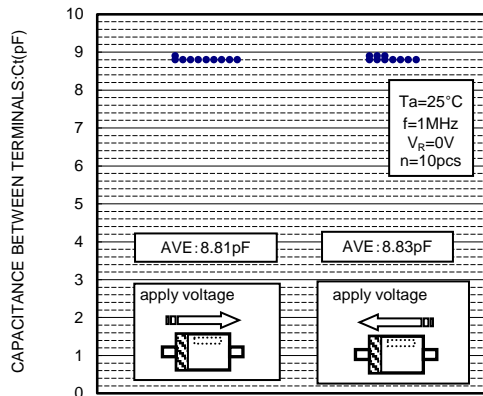 CAPACITANCE BETWEEN TERMINALS:Ct(pF)
10
9
8
7
6
5
4
3
2
1
0
Ta=25°C
f=1MHz
VR=0V
n=10pcs
AVE:8.81pF
AVE:8.83pF
apply voltage
apply voltage